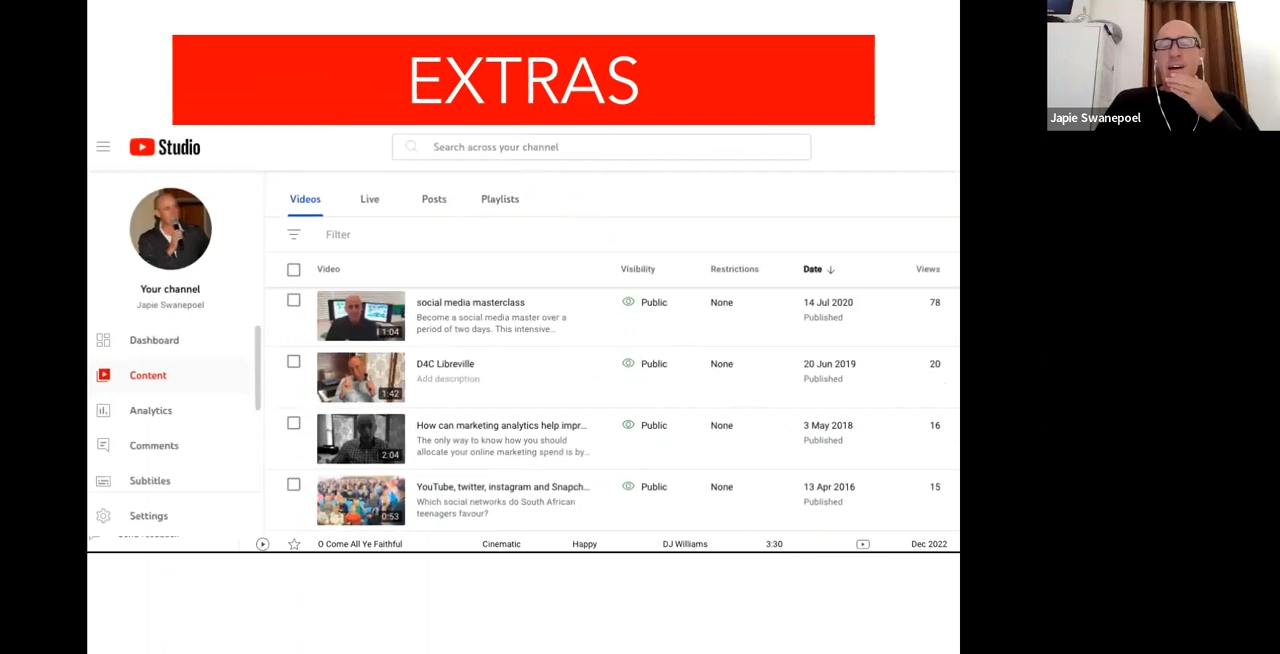 EXTRAS
Studio
Search across your channel
Videos Live Posts Playlists
Filter
Video Visibility Restrictions Date Views
Your channel
Japie Swanepoel
Dashboard
Content
Analytics
Comments
Subtitles
Settings
1:04
social media masterclass
Become a social media master over a
period of two days. This intensive...
Public None 14 Jul 2020 78
Published
1:42
D4C Libreville
Add description
Public None 20 Jun 2019 20
Published
2:04
How can marketing analytics help impr...
The only way to know how you should
allocate your online marketing spend is by...
Public None 3 May 2018 16
Published
0:53
YouTube, twitter, instagram and Snapch...
Which social networks do South African
teenagers favour?
Public None 13 Apr 2016 15
Published
O Come All Ye Faithful Cinematic Happy DJ Williams 3:30 Dec 2022
Japie Swanepoel